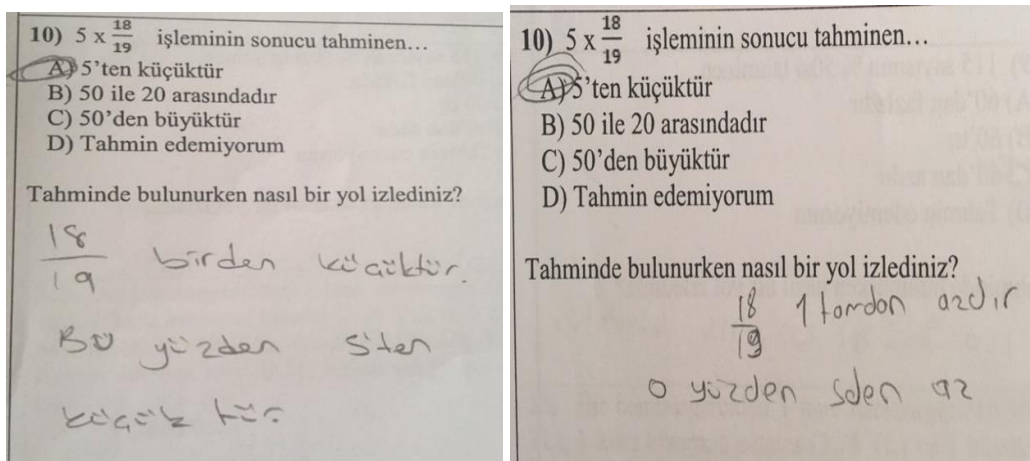 10) 5 x 18/19 işleminin sonucu tahminen...
A) 5'ten küçüktür
B) 50 ile 20 arasındadır
C) 50'den büyüktür
D) Tahmin edemiyorum
Tahminde bulunurken nasıl bir yol izlediniz?
18/19 birden küçüktür.
Bu yüzden 5'ten
küçüktür.
10) 5 x 18/19 işleminin sonucu tahminen...
A) 5'ten küçüktür
B) 50 ile 20 arasındadır
C) 50'den büyüktür
D) Tahmin edemiyorum
Tahminde bulunurken nasıl bir yol izlediniz?
18/19 1 tamdan azdır
o yüzden 5den az